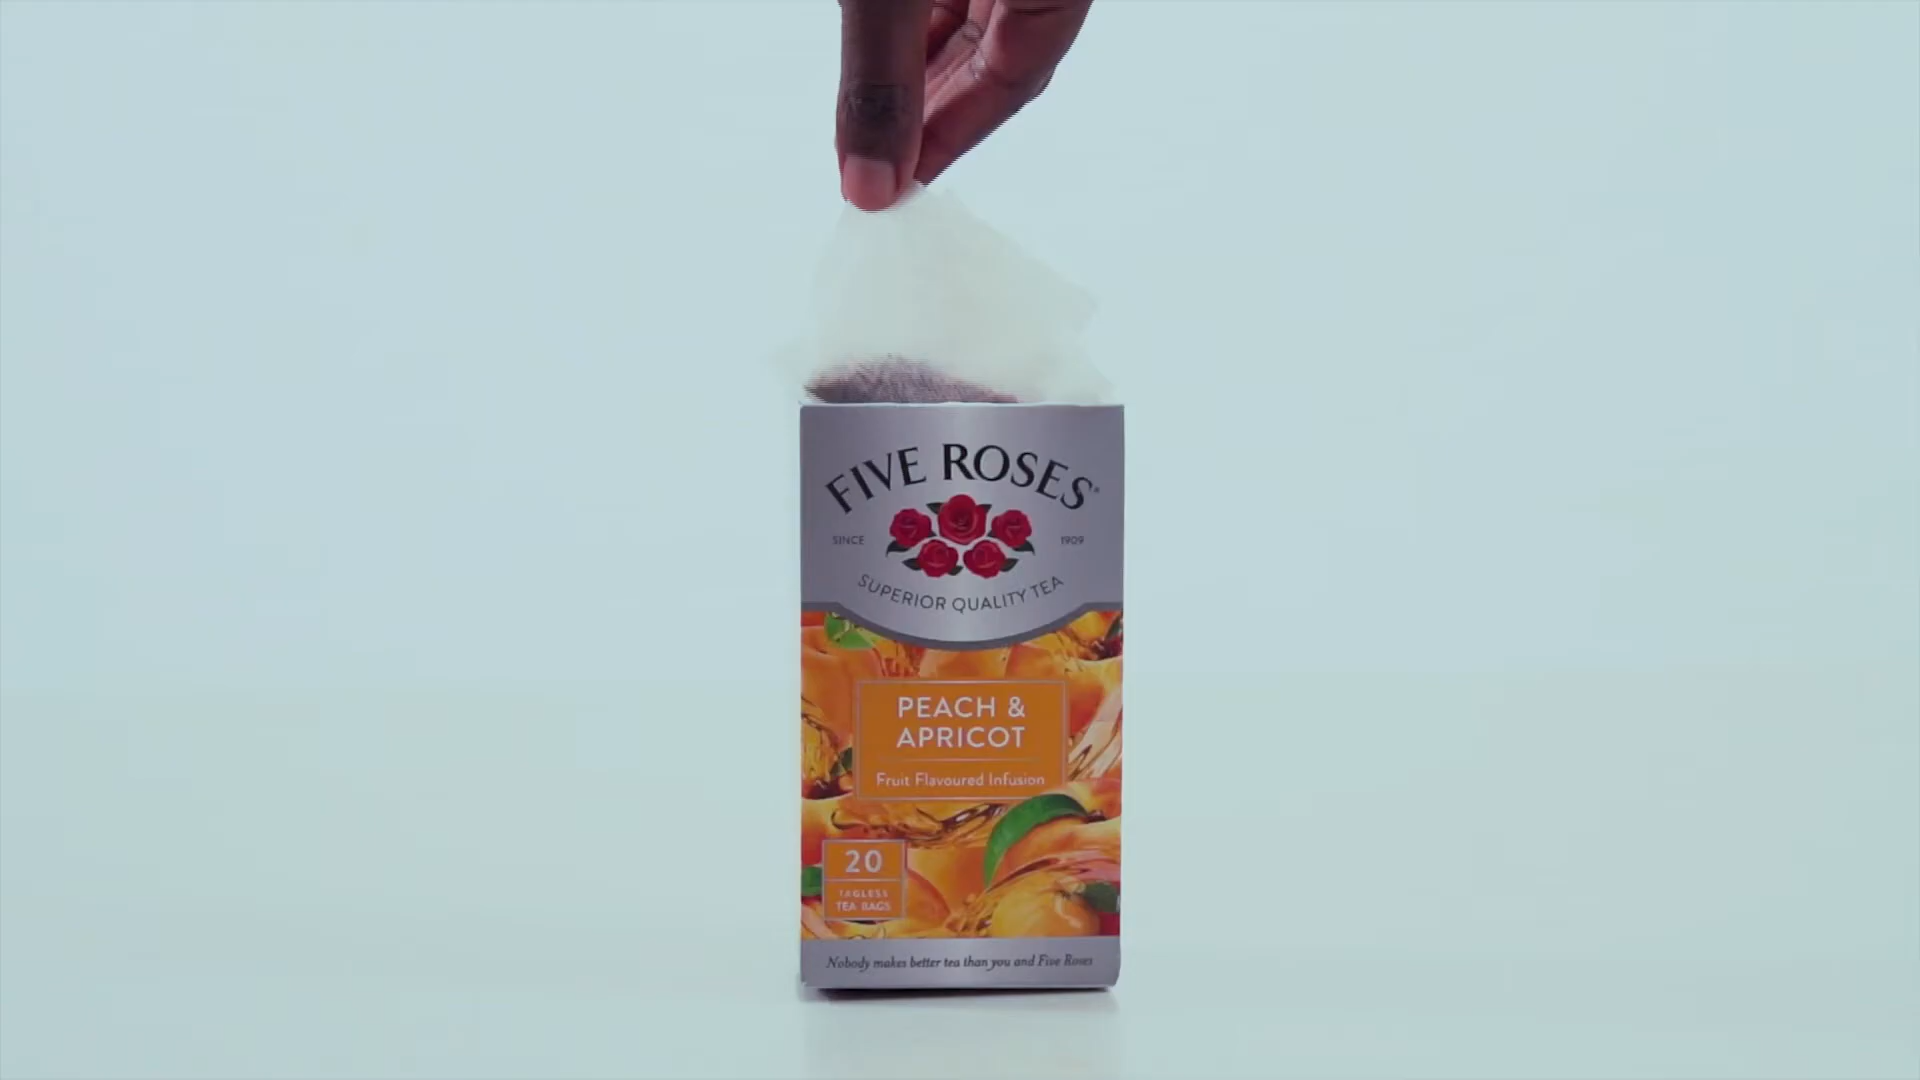 FIVE ROSES
SINCE 1909
SUPERIOR QUALITY TEA
PEACH &
APRICOT
Fruit Flavoured Infusion
20
TAGLESS
TEA BAGS
Nobody makes better tea than you and Five Roses